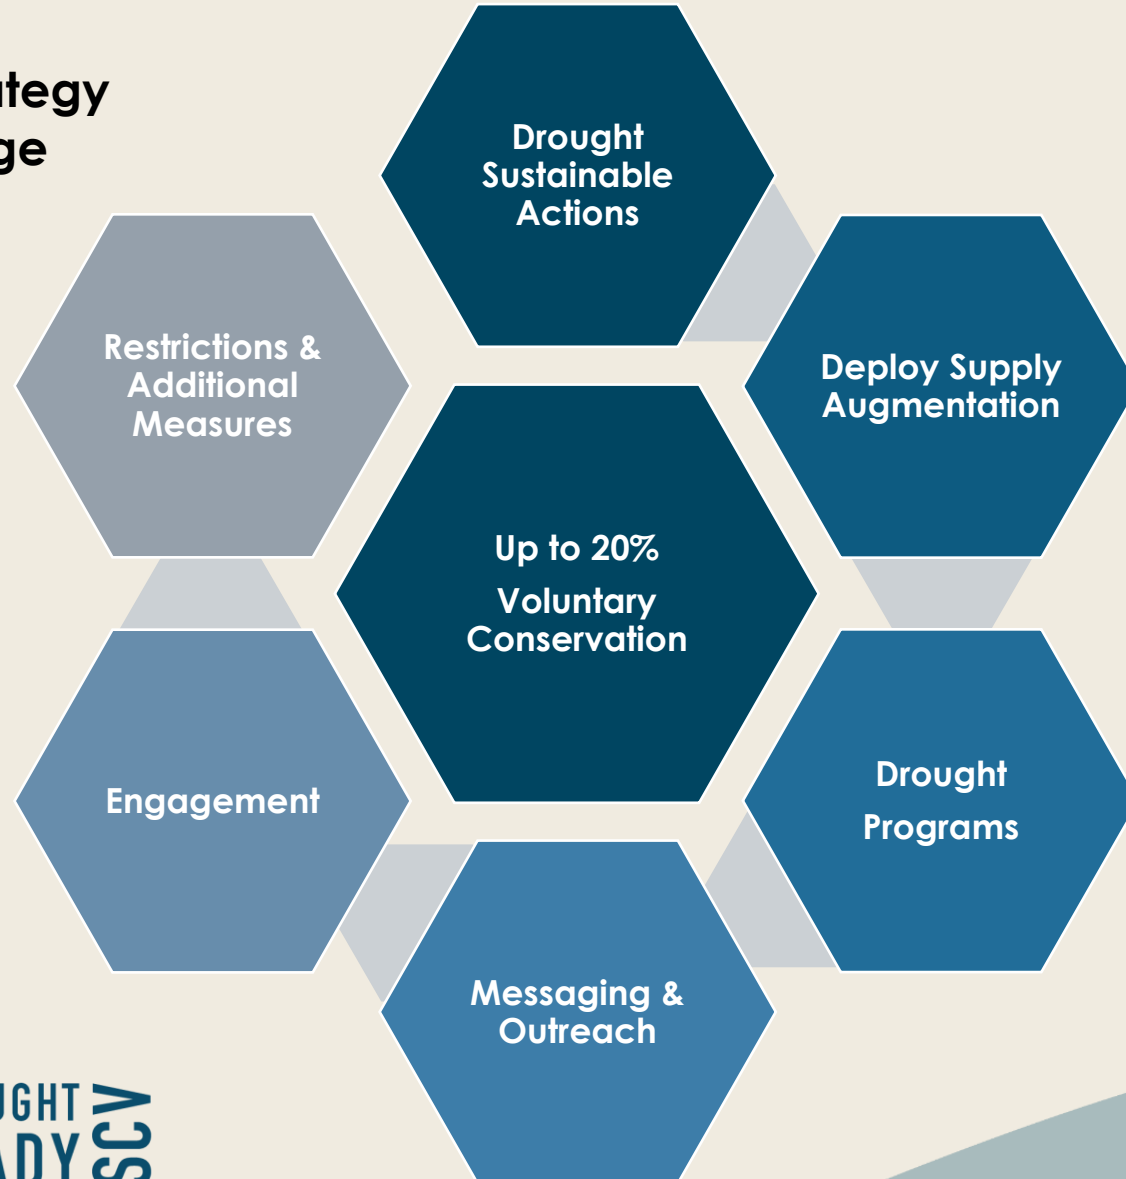 Drought
Sustainable
Actions
Restrictions &
Additional
Measures
Deploy Supply
Augmentation
Up to 20%
Voluntary
Conservation
Engagement
Drought
Programs
Messaging &
Outreach
SCV